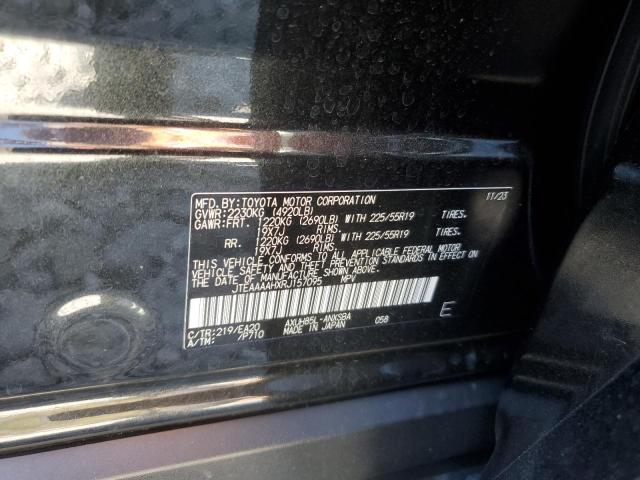 MFD. BY:TOYOTA MOTOR CORPORATION 11/23
GVWR:2230KG (4920LB)
GAWR:FRT. 1220KG (2690LB) WITH 225/55R19 TIRES.
19X7J RIMS.
RR. 1220KG (2690LB) WITH 225/55R19 TIRES.
19X7J RIMS.
THIS VEHICLE CONFORMS TO ALL APPLICABLE FEDERAL MOTOR
VEHICLE SAFETY AND THEFT PREVENTION STANDARDS IN EFFECT ON
THE DATE OF MANUFACTURE SHOWN ABOVE.
JTEAAAAHXRJ157095 MPV
C/TR:219/EA20 AXUH85L-ANXSBA 058 E
A/TM: /P710 MADE IN JAPAN